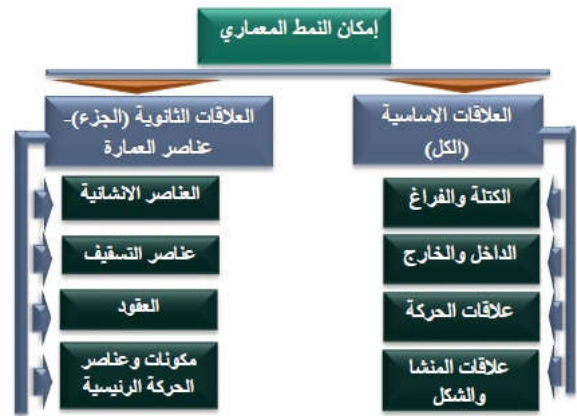 إمكان النمط المعماري
العلاقات الاساسية
(الكل)
الكتلة والفراغ
الداخل والخارج
علاقات الحركة
علاقات المنشا
والشكل
العلاقات الثانوية (الجزء)-
عناصر العمارة
العناصر الانشائية
عناصر التسقيف
العقود
مكونات وعناصر
الحركة الرئيسية